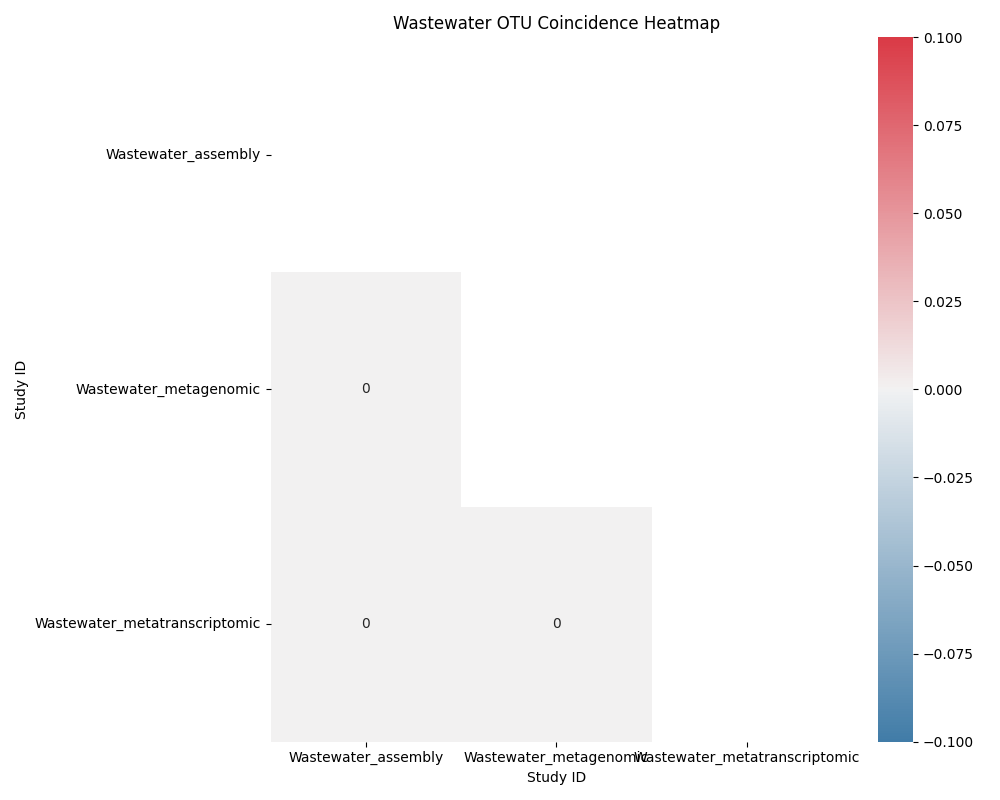 Wastewater OTU Coincidence Heatmap
Study ID
Wastewater_assembly
Wastewater_metagenomic
0
Wastewater_metatranscriptomic
0 0
Wastewater_assembly Wastewater_metagenomic Wastewater_metatranscriptomic
Study ID
0.100
0.075
0.050
0.025
0.000
−0.025
−0.050
−0.075
−0.100